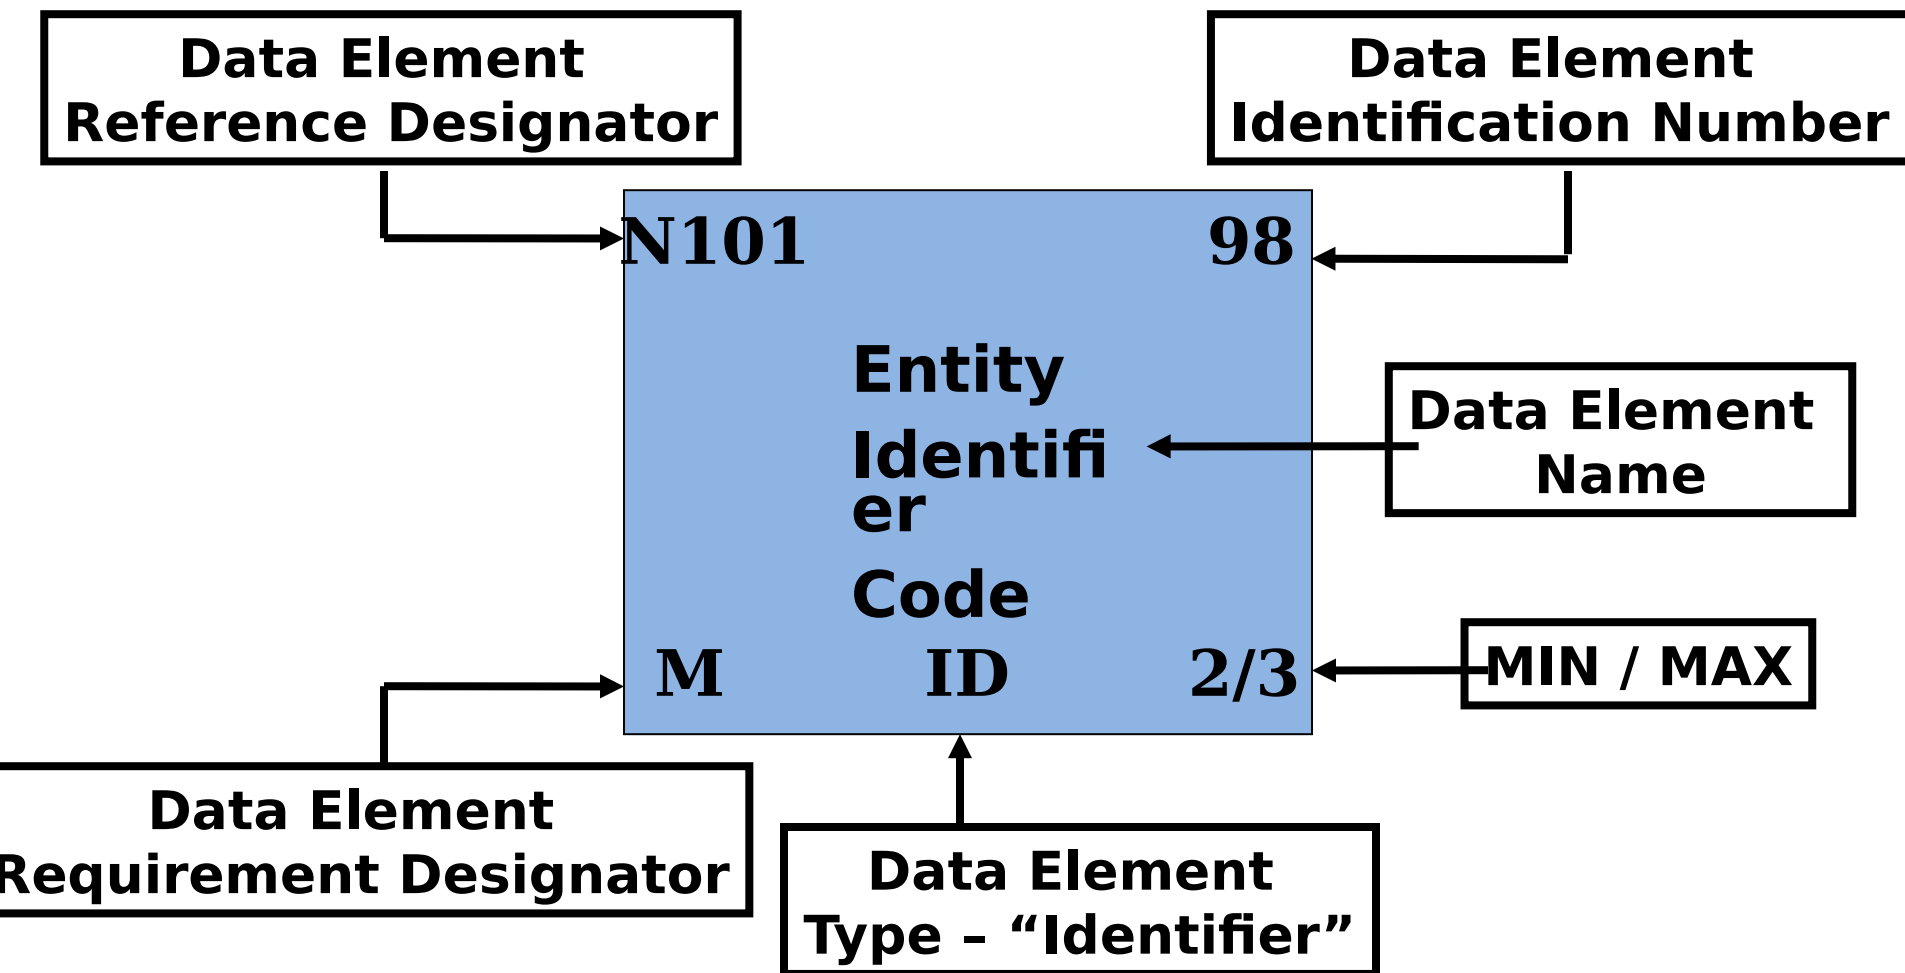 Data Element
Reference Designator
Data Element
Identification Number
N101
98
Entity
Identifi
er
Code
Data Element
Name
M
ID
2/3
MIN / MAX
Data Element
Requirement Designator
Data Element
Type – “Identifier”